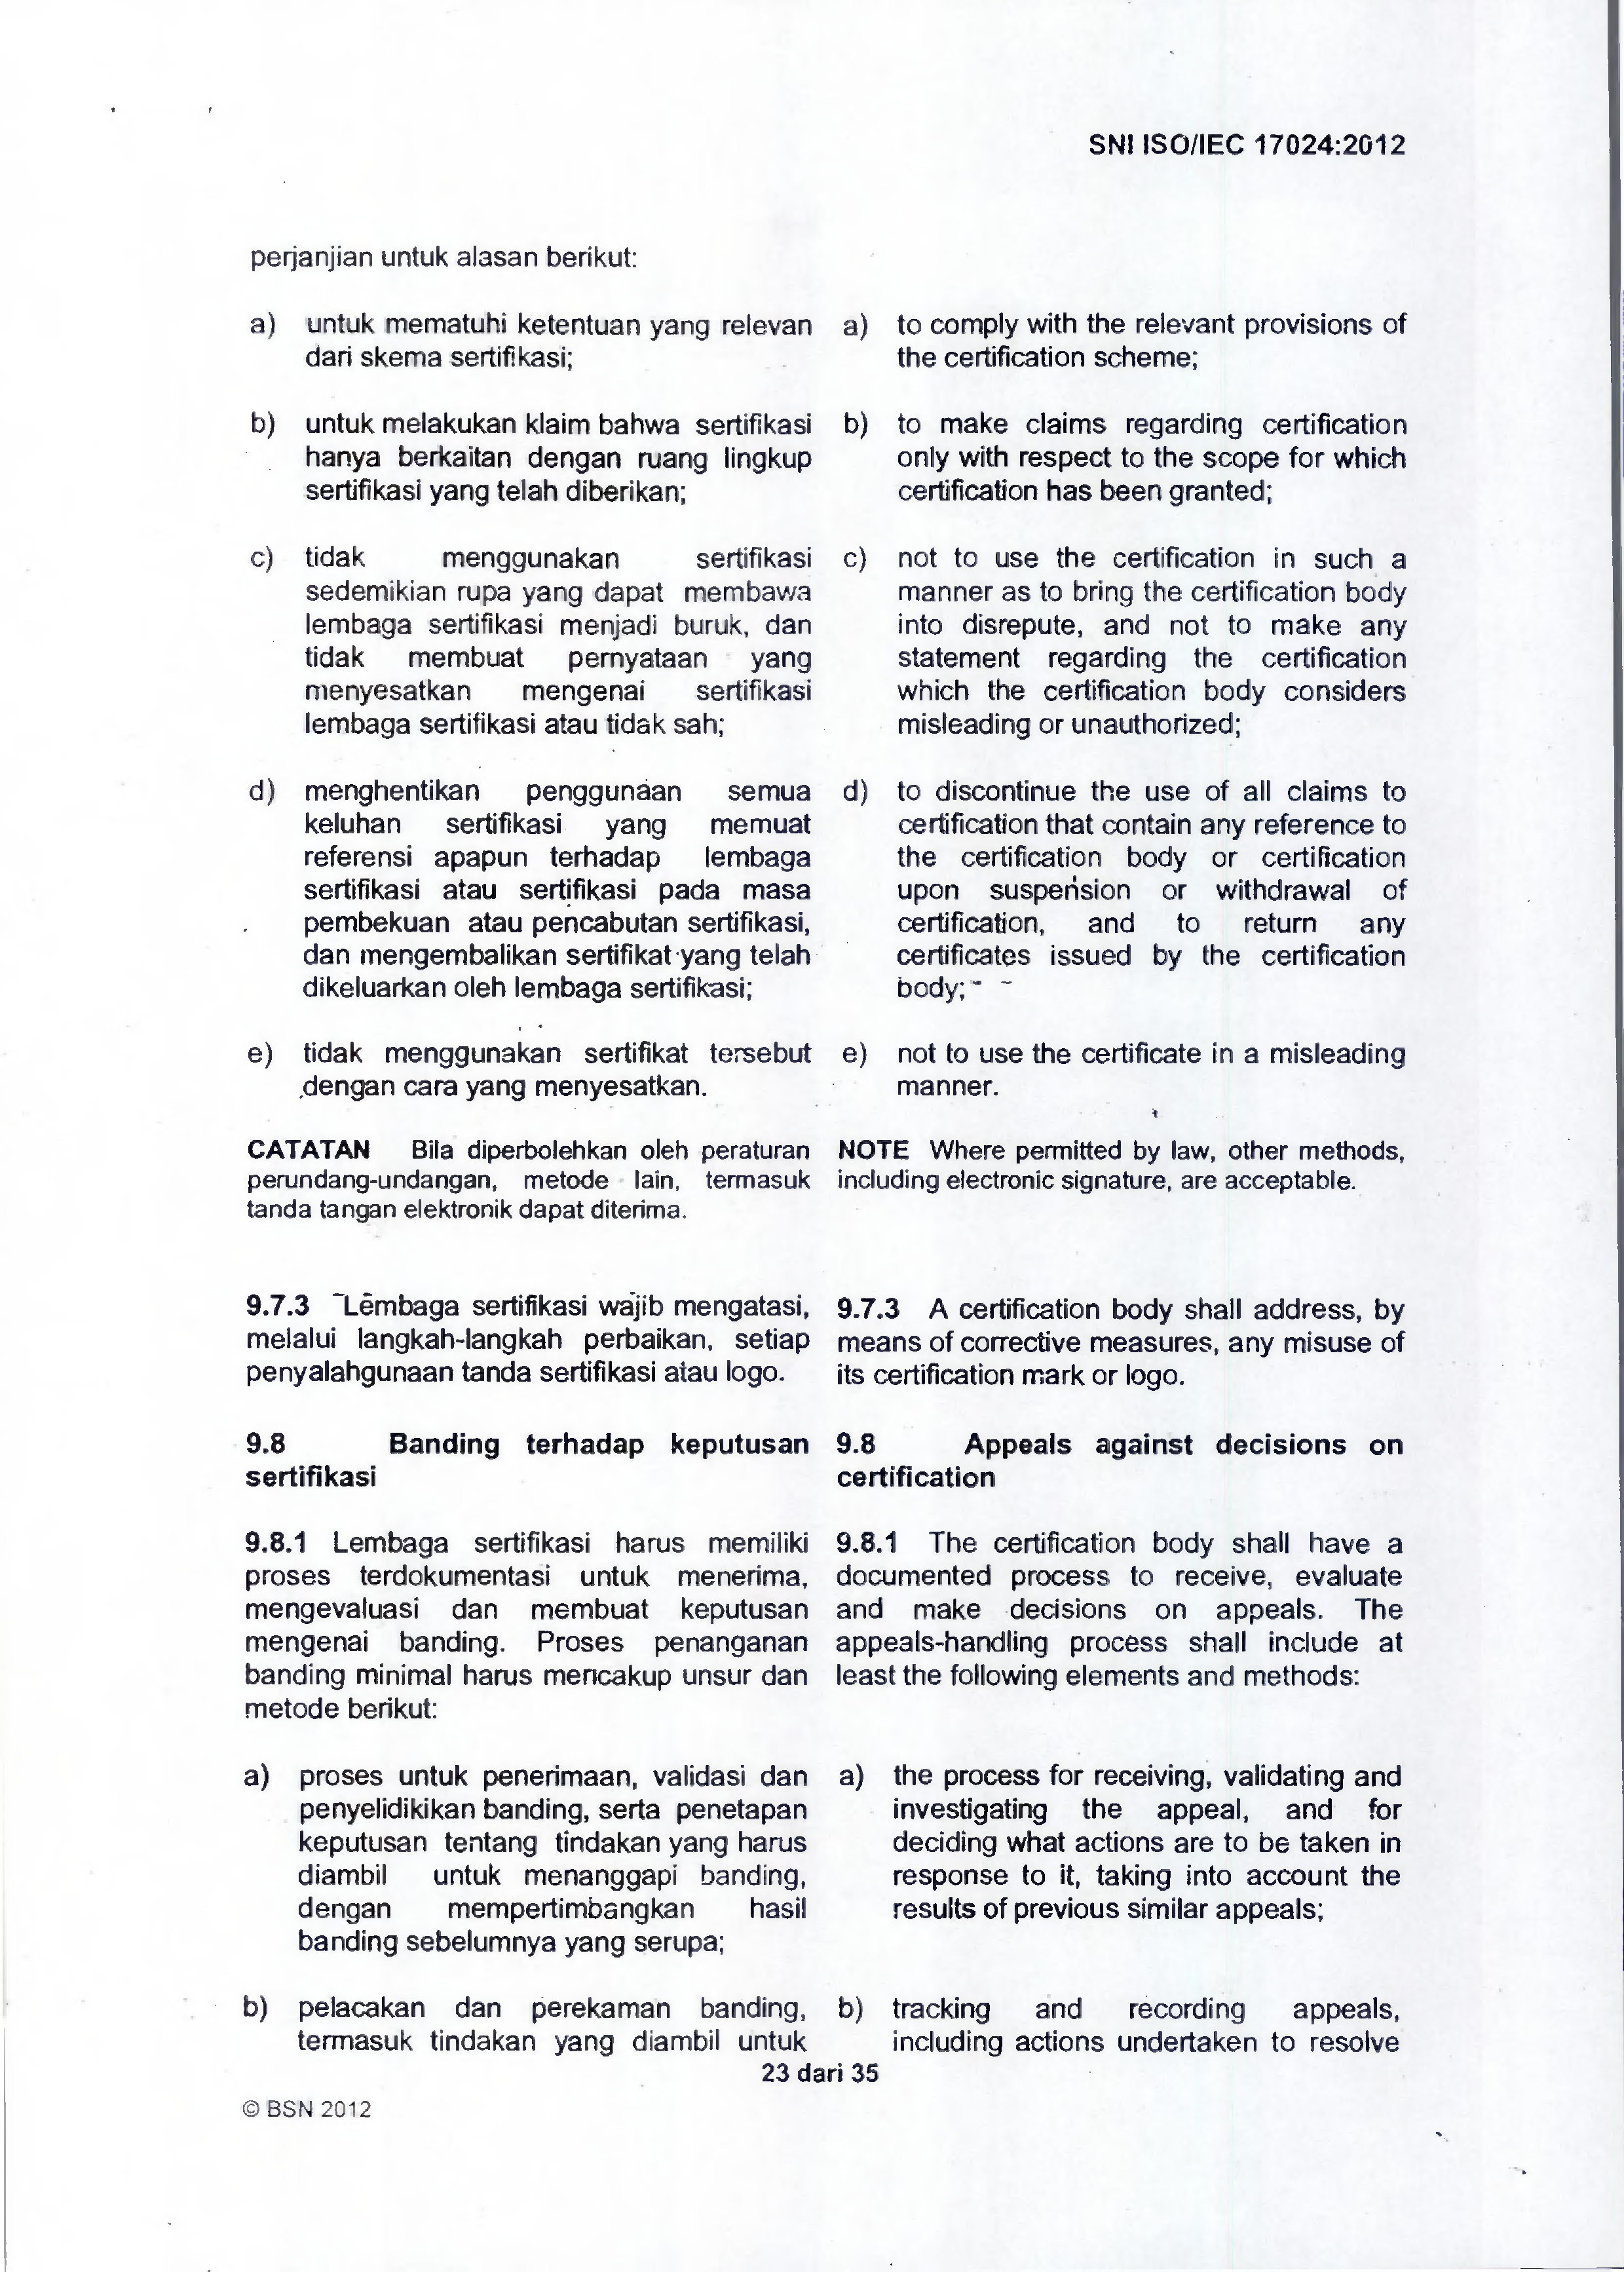 SNI ISO/IEC 17024:2012
perjanjian untuk alasan berikut:
a) untuk mematuhi ketentuan yang relevan
dari skema sertifikasi;
b) untuk melakukan klaim bahwa sertifikasi
hanya berkaitan dengan ruang lingkup
sertifikasi yang telah diberikan;
c) tidak menggunakan sertifikasi
sedemikian rupa yang dapat membawa
lembaga sertifikasi menjadi buruk, dan
tidak membuat pernyataan yang
menyesatkan mengenai sertifikasi
lembaga sertifikasi atau tidak sah;
d) menghentikan penggunaan semua
keluhan sertifikasi yang memuat
referensi apapun terhadap lembaga
sertifikasi atau sertifikasi pada masa
pembekuan atau pencabutan sertifikasi,
dan mengembalikan sertifikat yang telah
dikeluarkan oleh lembaga sertifikasi;
e) tidak menggunakan sertifikat tersebut
dengan cara yang menyesatkan.
CATATAN Bila diperbolehkan oleh peraturan
perundang-undangan, metode lain, termasuk
tanda tangan elektronik dapat diterima.
9.7.3 Lembaga sertifikasi wajib mengatasi,
melalui langkah-langkah perbaikan, setiap
penyalahgunaan tanda sertifikasi atau logo.
9.8 Banding terhadap keputusan
sertifikasi
9.8.1 Lembaga sertifikasi harus memiliki
proses terdokumentasi untuk menerima,
mengevaluasi dan membuat keputusan
mengenai banding. Proses penanganan
banding minimal harus mencakup unsur dan
metode berikut:
a) proses untuk penerimaan, validasi dan
penyelidikikan banding, serta penetapan
keputusan tentang tindakan yang harus
diambil untuk menanggapi banding,
dengan mempertimbangkan hasil
banding sebelumnya yang serupa;
b) pelacakan dan perekaman banding,
termasuk tindakan yang diambil untuk
a) to comply with the relevant provisions of
the certification scheme;
b) to make claims regarding certification
only with respect to the scope for which
certification has been granted;
c) not to use the certification in such a
manner as to bring the certification body
into disrepute, and not to make any
statement regarding the certification
which the certification body considers
misleading or unauthorized;
d) to discontinue the use of all claims to
certification that contain any reference to
the certification body or certification
upon suspension or withdrawal of
certification, and to return any
certificates issued by the certification
body;
e) not to use the certificate in a misleading
manner.
NOTE Where permitted by law, other methods,
including electronic signature, are acceptable.
9.7.3 A certification body shall address, by
means of corrective measures, any misuse of
its certification mark or logo.
9.8 Appeals against decisions on
certification
9.8.1 The certification body shall have a
documented process to receive, evaluate
and make decisions on appeals. The
appeals-handling process shall include at
least the following elements and methods:
a) the process for receiving, validating and
investigating the appeal, and for
deciding what actions are to be taken in
response to it, taking into account the
results of previous similar appeals;
b) tracking and recording appeals,
including actions undertaken to resolve
23 dari 35
© BSN 2012